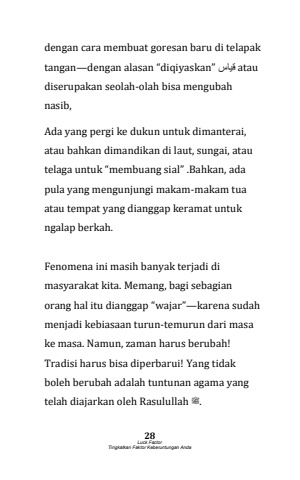 dengan cara membuat goresan baru di telapak
tangan—dengan alasan “diqiyaskan” قياس atau
diserupakan seolah-olah bisa mengubah
nasib,
Ada yang pergi ke dukun untuk dimanterai,
atau bahkan dimandikan di laut, sungai, atau
telaga untuk “membuang sial” .Bahkan, ada
pula yang mengunjungi makam-makam tua
atau tempat yang dianggap keramat untuk
ngalap berkah.
Fenomena ini masih banyak terjadi di
masyarakat kita. Memang, bagi sebagian
orang hal itu dianggap “wajar”—karena sudah
menjadi kebiasaan turun-temurun dari masa
ke masa. Namun, zaman harus berubah!
Tradisi harus bisa diperbarui! Yang tidak
boleh berubah adalah tuntunan agama yang
telah diajarkan oleh Rasulullah ﷺ.
28
Luck Factor
Tingkatkan Faktor Keberuntungan Anda